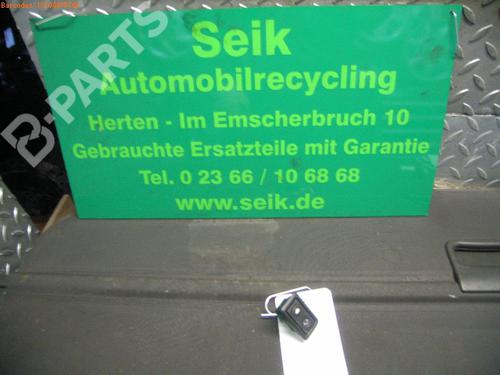 B-PARTS
Seik
Automobilrecycling
Herten - Im Emscherbruch 10
Gebrauchte Ersatzteile mit Garantie
Tel. 0 23 66 / 10 68 68
www.seik.de